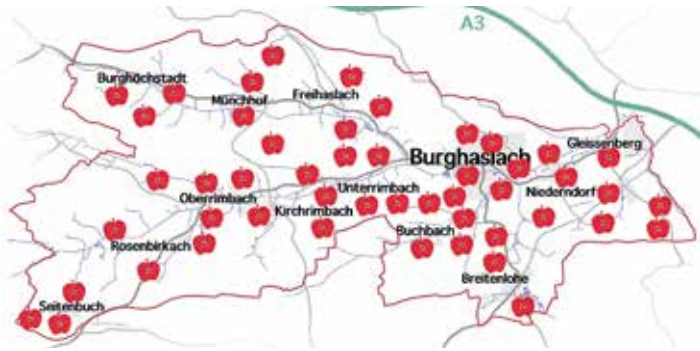 A3
Burghöchstadt
Münchhof
Freihaslach
Burghaslach
Gleissenberg
Oberrimbach
Unterrimbach
Niederndorf
Kirchrimbach
Rosenbirkach
Buchbach
Breitenlohe
Seitenbuch